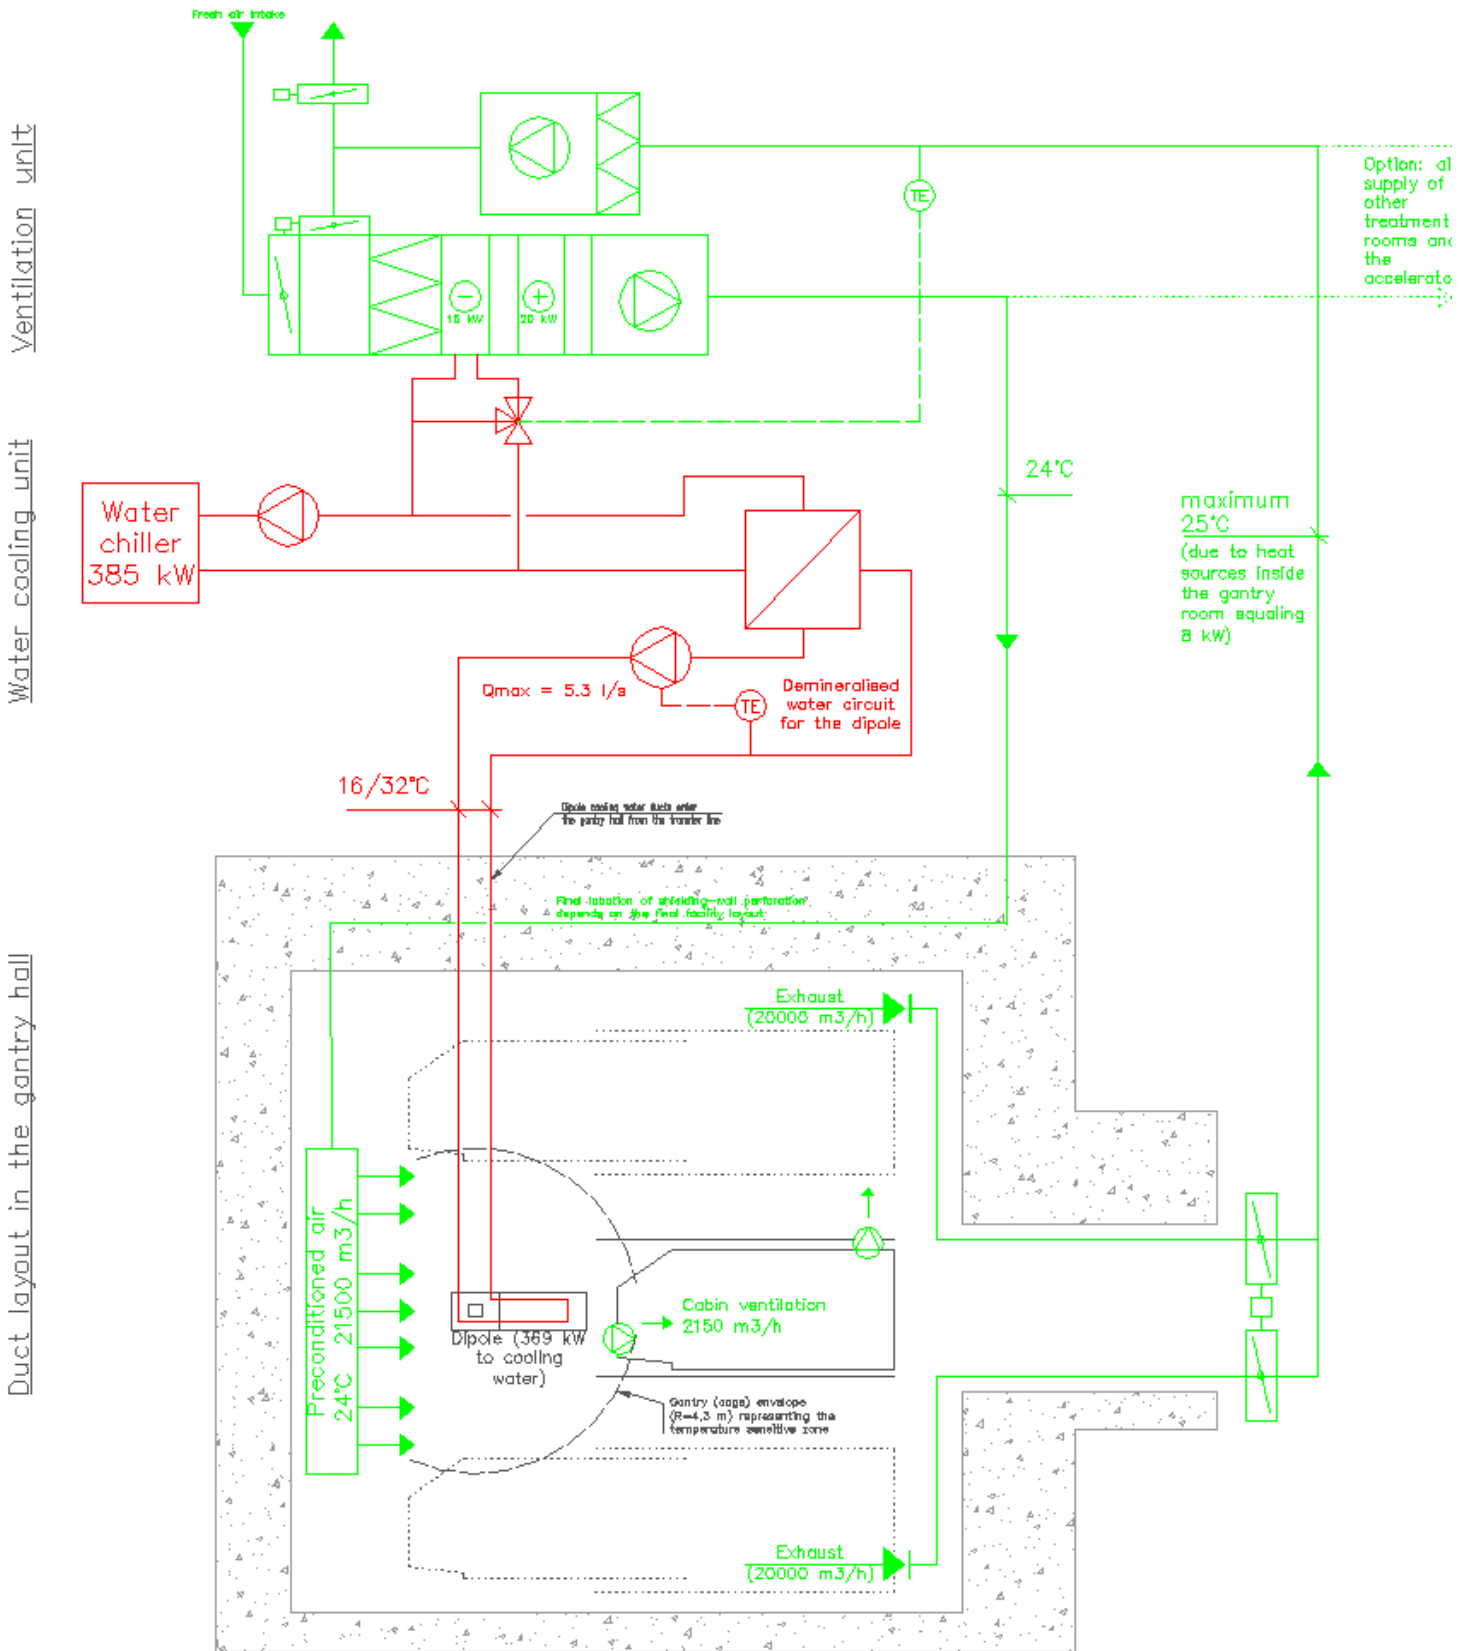 Fresh air intake
Ventilation unit
TE
Option: al
supply of
other
treatment
rooms and
the
accelerato
−
16 kW
+
20 kW
Water cooling unit
Water
chiller
385 kW
24°C
maximum
25°C
(due to heat
sources inside
the gantry
room equaling
8 kW)
Qmax = 5.3 l/s
TE
Demineralised
water circuit
for the dipole
16/32°C
Dipole cooling water ducts enter
the gantry hall from the transfer line
Final location of shielding-wall perforation
depends on the final facility layout
Duct layout in the gantry hall
Exhaust
(20000 m3/h)
Preconditioned air
24°C 21500 m3/h
Cabin ventilation
2150 m3/h
Dipole (369 kW
to cooling
water)
Gantry (cage) envelope
(R=4,3 m) representing the
temperature sensitive zone
Exhaust
(20000 m3/h)